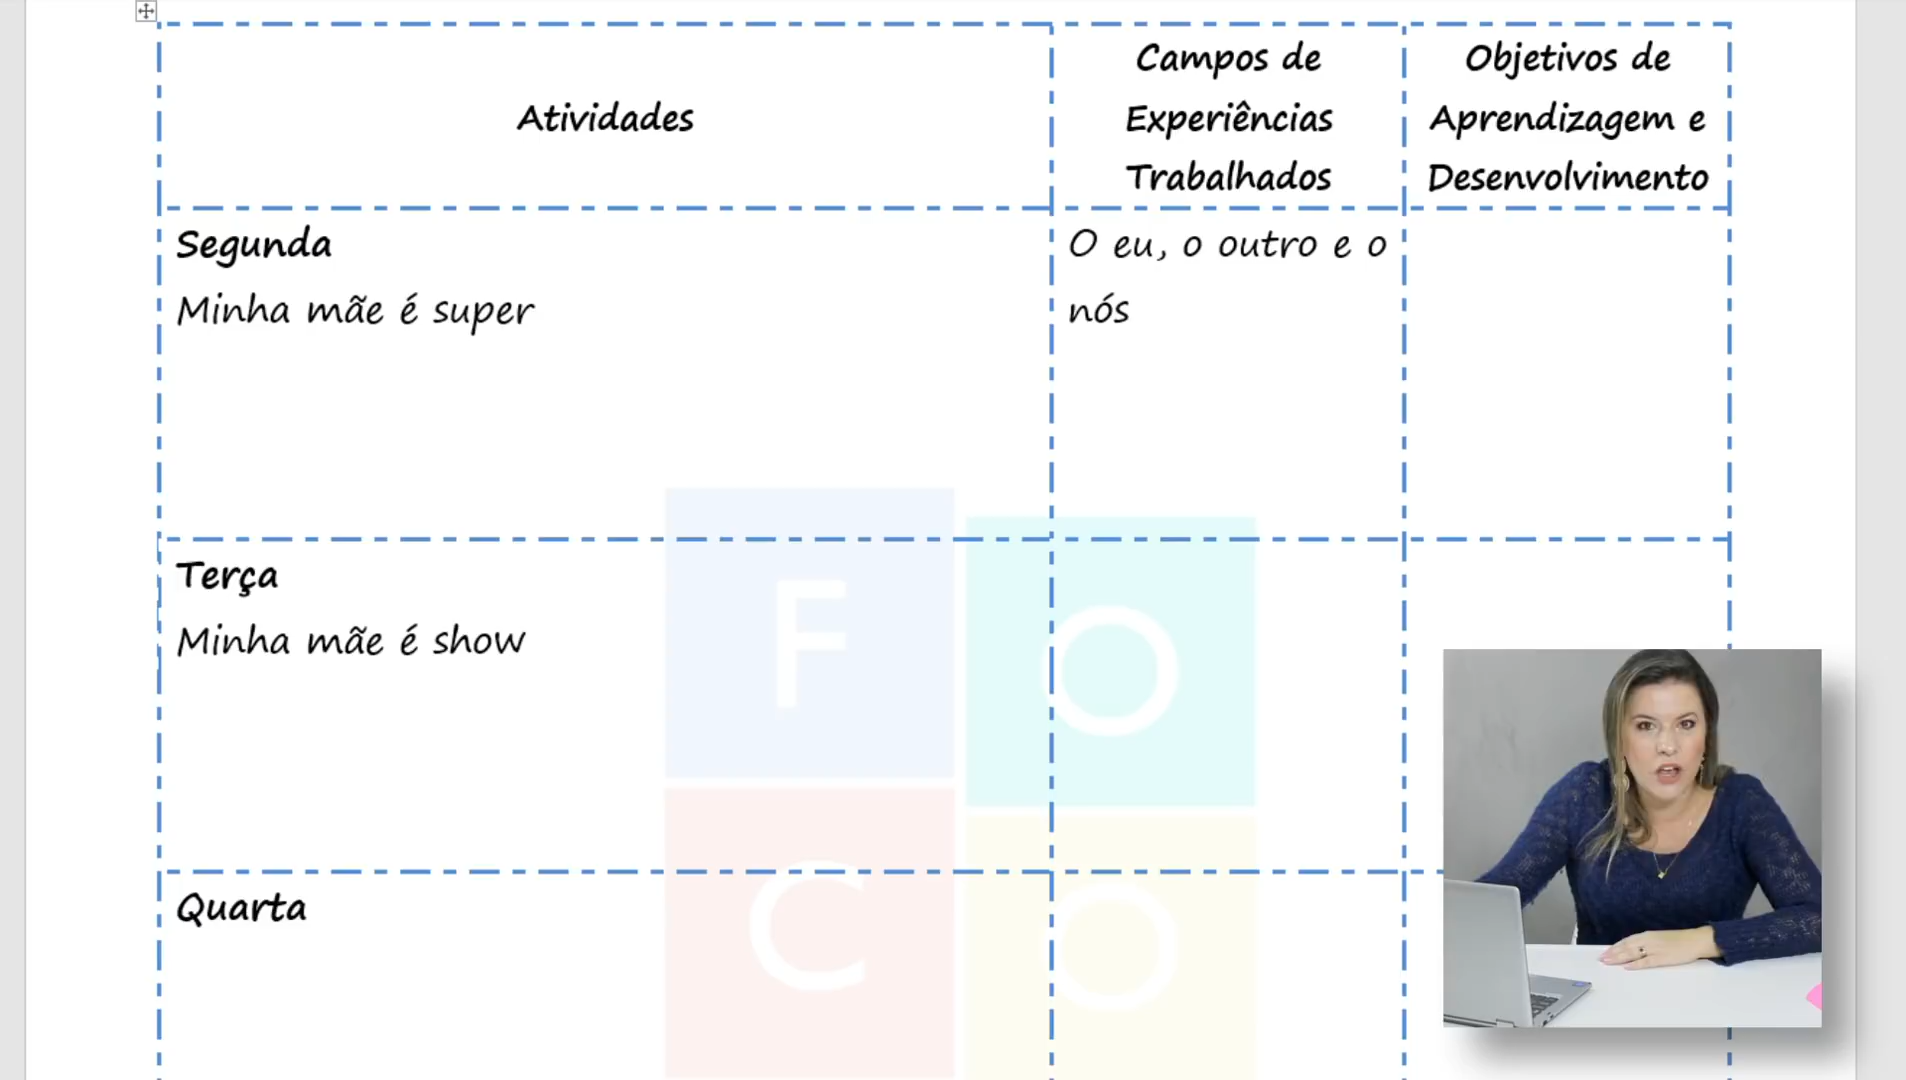 Atividades
Campos de
Experiências
Trabalhados
Objetivos de
Aprendizagem e
Desenvolvimento
Segunda
Minha mãe é super
O eu, o outro e o
nós
Terça
Minha mãe é show
Quarta
F
O
C
O